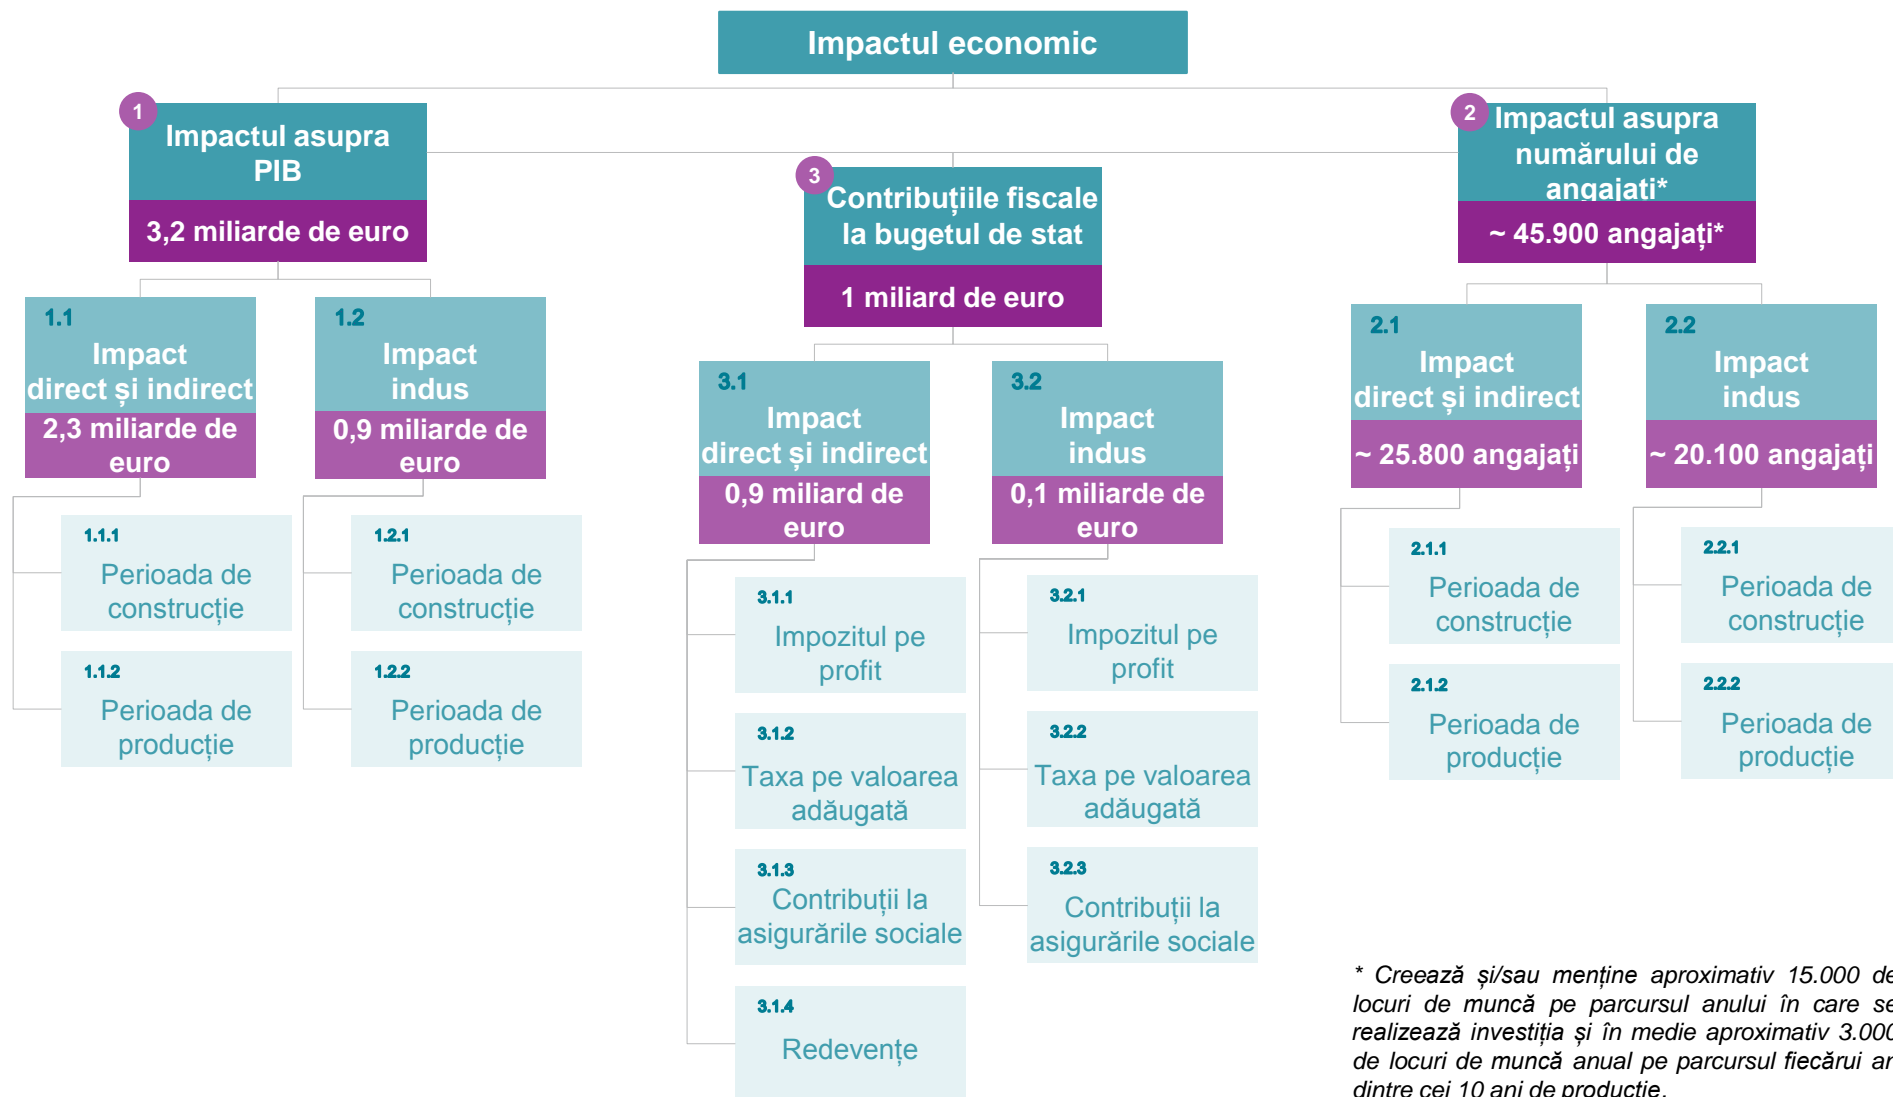 Impactul economic
1
Impactul asupra
PIB
3,2 miliarde de euro
1.1
Impact
direct și indirect
2,3 miliarde de
euro
1.1.1
Perioada de
construcție
1.1.2
Perioada de
producție
1.2
Impact
indus
0,9 miliarde de
euro
1.2.1
Perioada de
construcție
1.2.2
Perioada de
producție
3
Contribuțiile fiscale
la bugetul de stat
1 miliard de euro
3.1
Impact
direct și indirect
0,9 miliard de
euro
3.1.1
Impozitul pe
profit
3.1.2
Taxa pe valoarea
adăugată
3.1.3
Contribuții la
asigurările sociale
3.1.4
Redevențe
3.2
Impact
indus
0,1 miliarde de
euro
3.2.1
Impozitul pe
profit
3.2.2
Taxa pe valoarea
adăugată
3.2.3
Contribuții la
asigurările sociale
2
Impactul asupra
numărului de
angajati*
~ 45.900 angajați*
2.1
Impact
direct și indirect
~ 25.800 angajați
2.1.1
Perioada de
construcție
2.1.2
Perioada de
producție
2.2
Impact
indus
~ 20.100 angajați
2.2.1
Perioada de
construcție
2.2.2
Perioada de
producție
* Creează și/sau menține aproximativ 15.000 de
locuri de muncă pe parcursul anului în care se
realizează investiția și în medie aproximativ 3.000
de locuri de muncă anual pe parcursul fiecărui an
dintre cei 10 ani de producție.